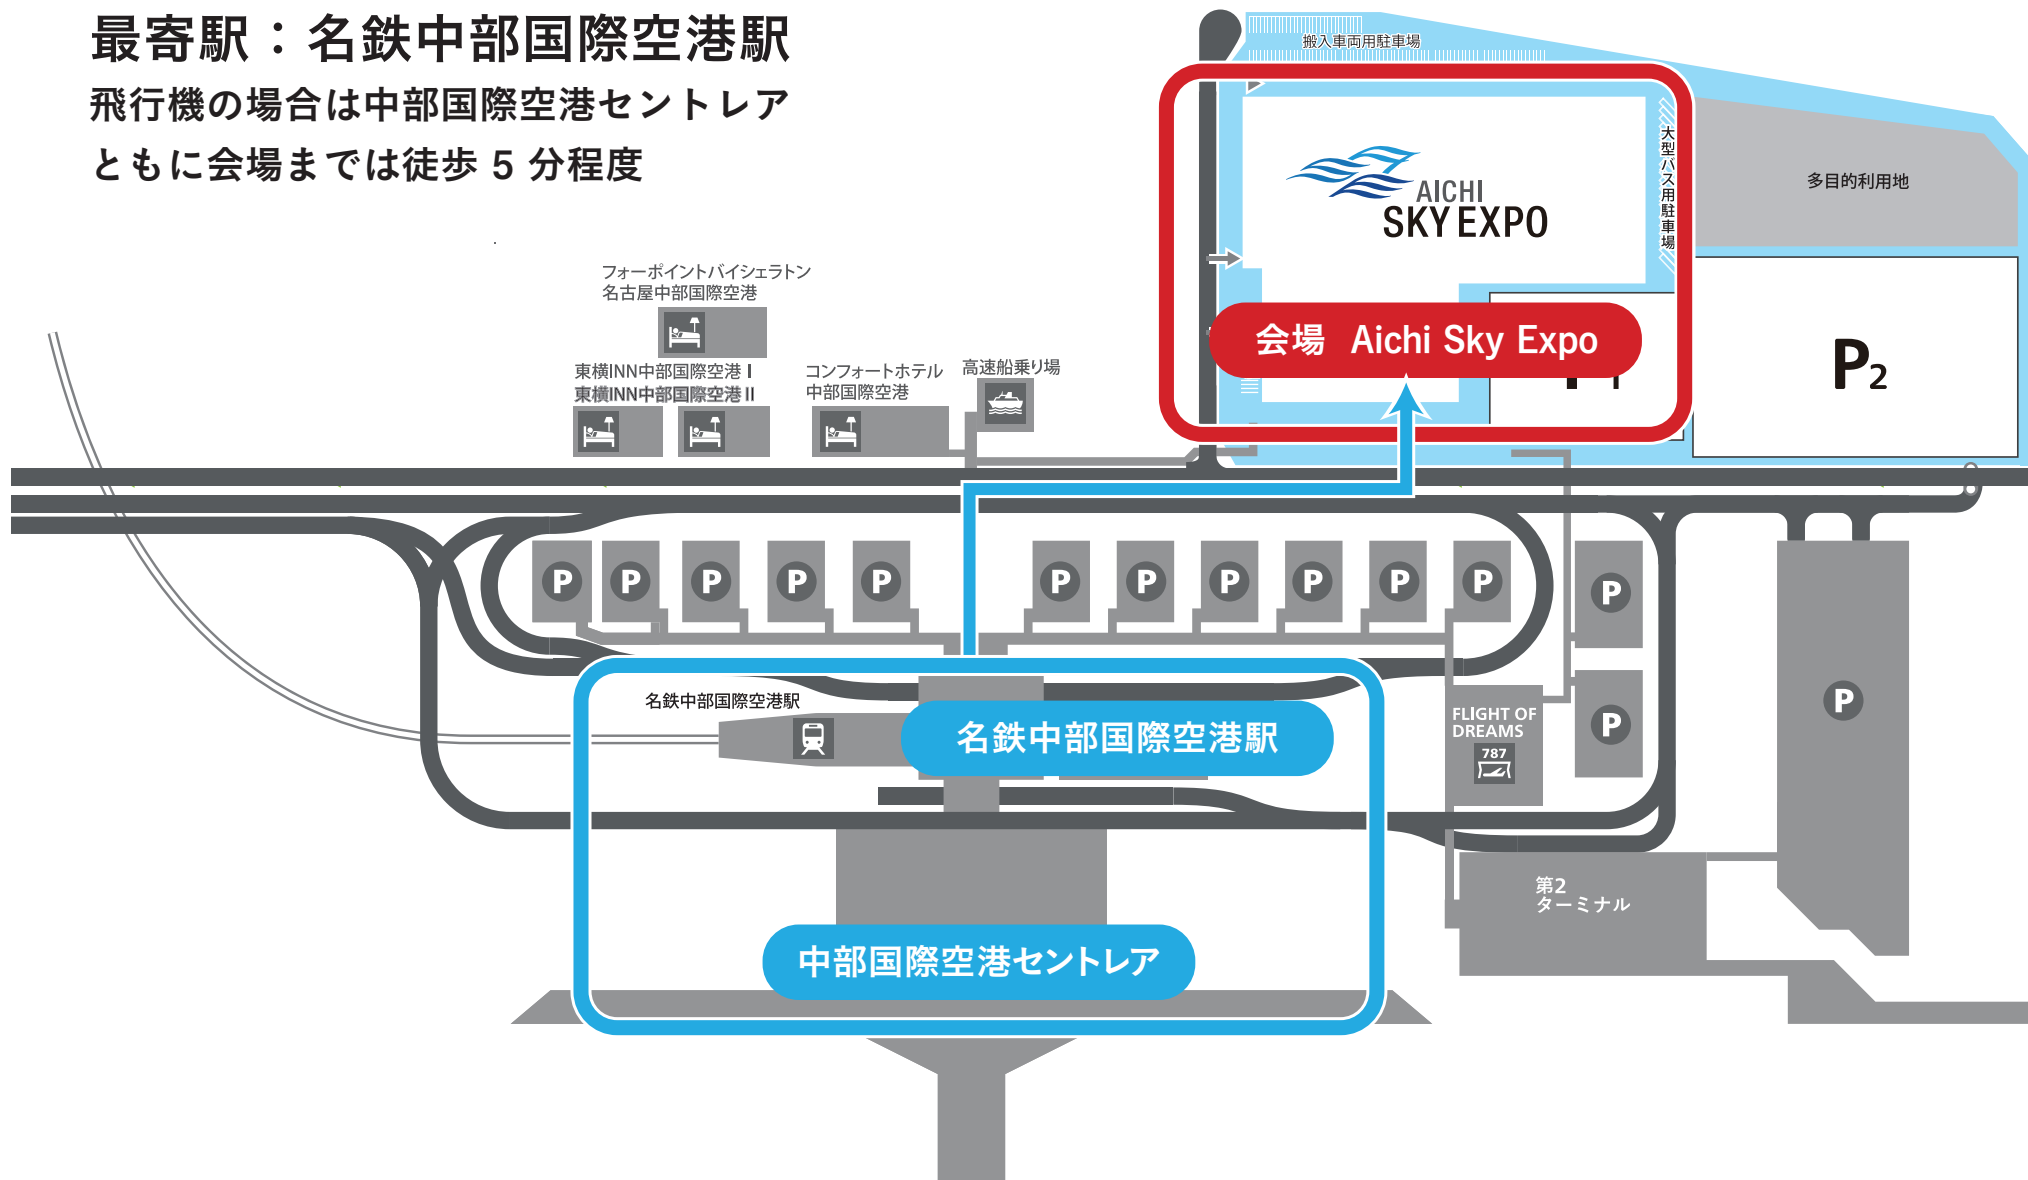 最寄駅：名鉄中部国際空港駅
飛行機の場合は中部国際空港セントレア
ともに会場までは徒歩 5 分程度
搬入車両用駐車場
大型バス用駐車場
AICHI
SKY EXPO
多目的利用地
フォーポイントバイシェラトン
名古屋中部国際空港
会場 Aichi Sky Expo
P2
東横INN中部国際空港 I
東横INN中部国際空港 II
コンフォートホテル
中部国際空港
高速船乗り場
P
P
P
P
P
P
P
P
P
P
P
P
P
P
名鉄中部国際空港駅
名鉄中部国際空港駅
FLIGHT OF
DREAMS
787
第2
ターミナル
中部国際空港セントレア